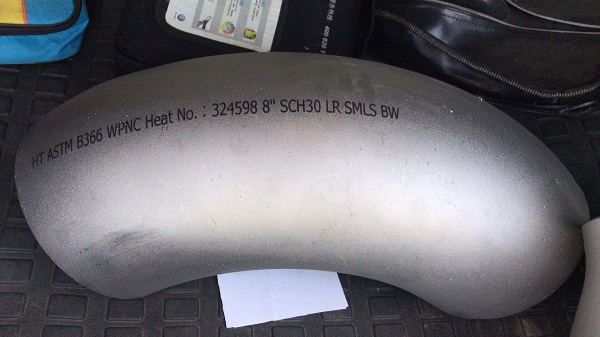 HT ASTM B366 WPNC Heat No. : 324598 8" SCH30 LR SMLS BW